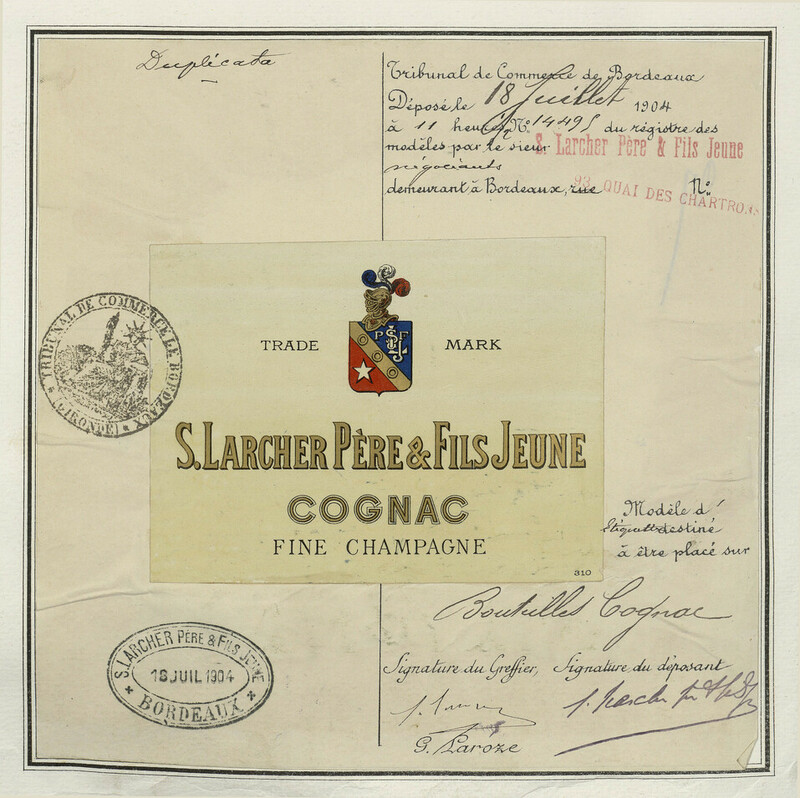 Duplicata
Tribunal de Commerce de Bordeaux
Déposé le 18 Juillet 1904
à 11 heures N° 14495 du régistre des
modèles par le sieur S. Larcher Père & Fils Jeune
négociants
demeurant à Bordeaux, rue N°
93, QUAI DES CHARTRONS
TRADE MARK
P S F L J
S. LARCHER PÈRE & FILS JEUNE
COGNAC
FINE CHAMPAGNE
310
TRIBUNAL DE COMMERCE DE BORDEAUX
(GIRONDE)
Modèle d'
étiquette destiné
à être placé sur
Bouteilles Cognac
S. LARCHER PÈRE & FILS JEUNE
18 JUIL 1904
BORDEAUX
Signature du Greffier, Signature du déposant
G. Laroze